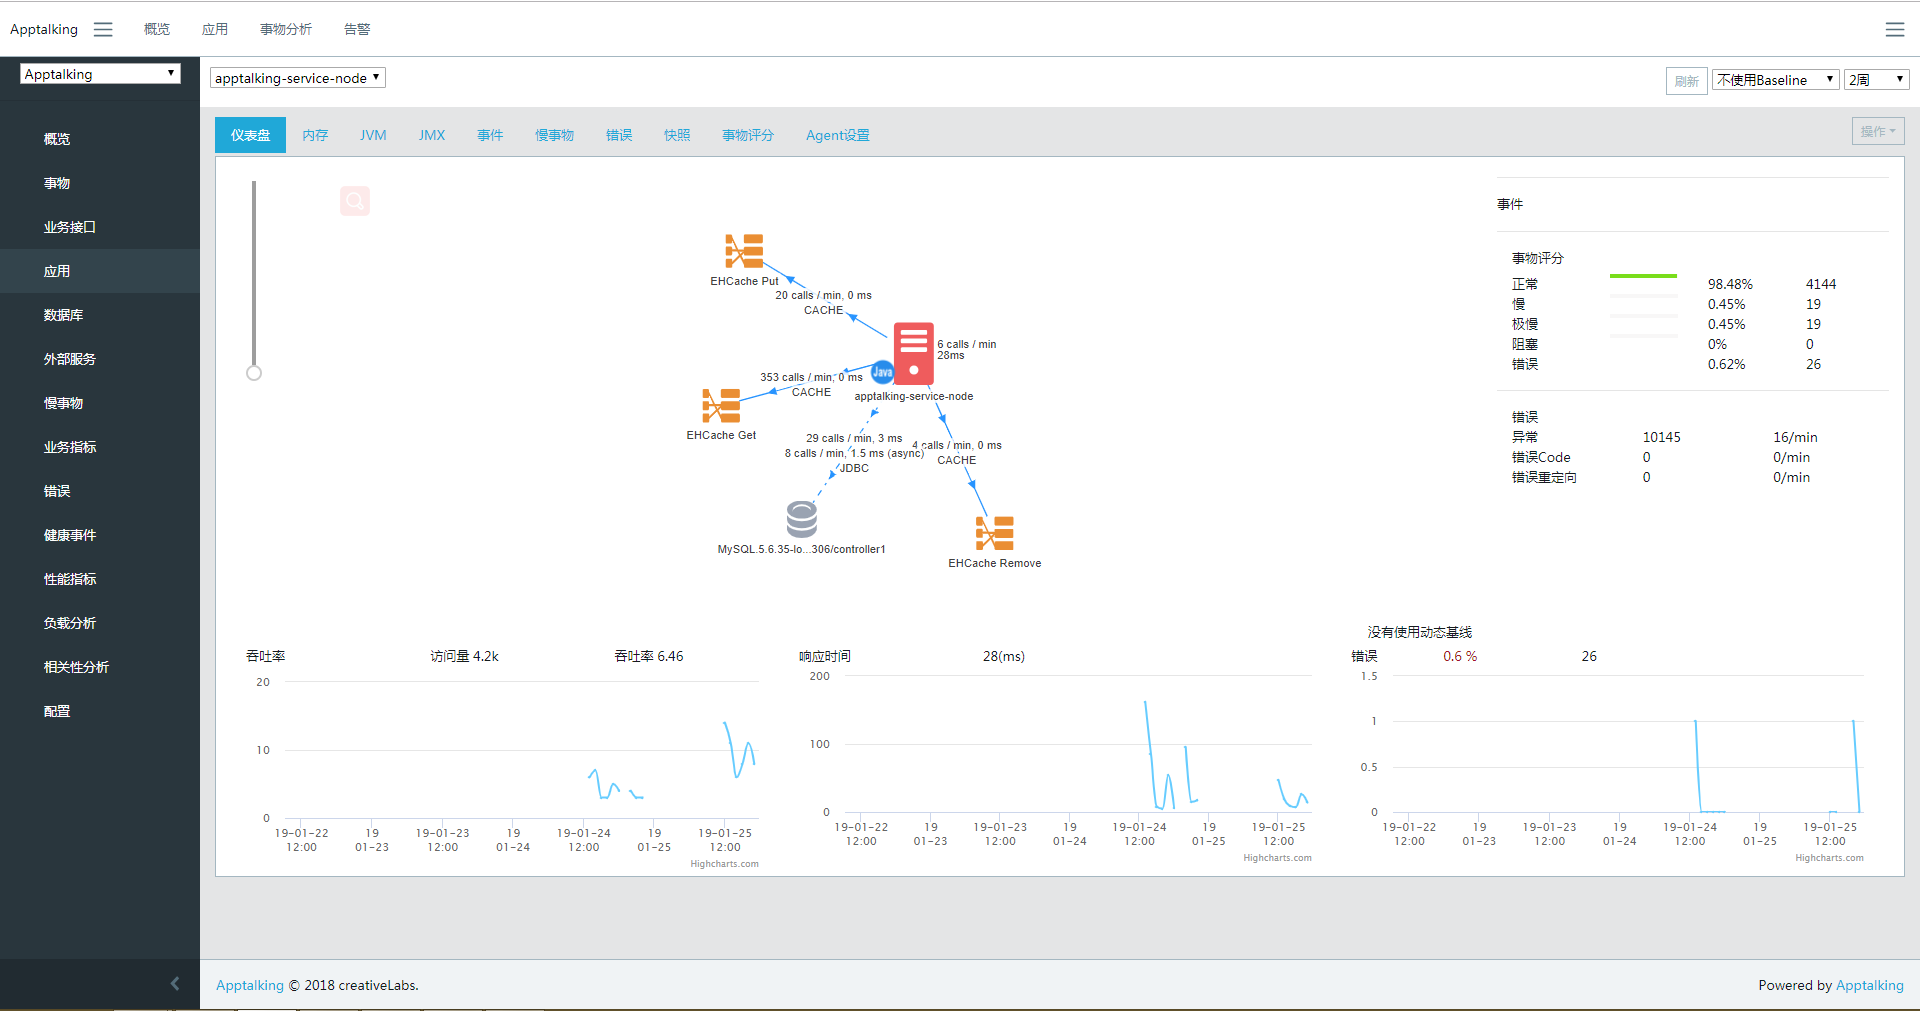 Apptalking
概览 应用 事物分析 告警
Apptalking
apptalking-service-node
刷新 不使用Baseline 2周
概览
事物
业务接口
应用
数据库
外部服务
慢事物
业务指标
错误
健康事件
性能指标
负载分析
相关性分析
配置
仪表盘 内存 JVM JMX 事件 慢事物 错误 快照 事物评分 Agent设置
操作
EHCache Put
20 calls / min, 0 ms
CACHE
6 calls / min
28ms
Java
apptalking-service-node
353 calls / min, 0 ms
CACHE
EHCache Get
29 calls / min, 3 ms
8 calls / min, 1.5 ms (async)
JDBC
4 calls / min, 0 ms
CACHE
MySQL.5.6.35-lo...306/controller1
EHCache Remove
事件
事物评分
正常 98.48% 4144
慢 0.45% 19
极慢 0.45% 19
阻塞 0% 0
错误 0.62% 26
错误
异常 10145 16/min
错误Code 0 0/min
错误重定向 0 0/min
吞吐率 访问量 4.2k 吞吐率 6.46
20
10
0
19-01-22 19 19-01-23 19 19-01-24 19 19-01-25
12:00 01-23 12:00 01-24 12:00 01-25 12:00
Highcharts.com
响应时间 28(ms)
200
100
0
19-01-22 19 19-01-23 19 19-01-24 19 19-01-25
12:00 01-23 12:00 01-24 12:00 01-25 12:00
Highcharts.com
没有使用动态基线
错误 0.6 % 26
1.5
1
0.5
0
19-01-22 19 19-01-23 19 19-01-24 19 19-01-25
12:00 01-23 12:00 01-24 12:00 01-25 12:00
Highcharts.com
Apptalking © 2018 creativeLabs.
Powered by Apptalking